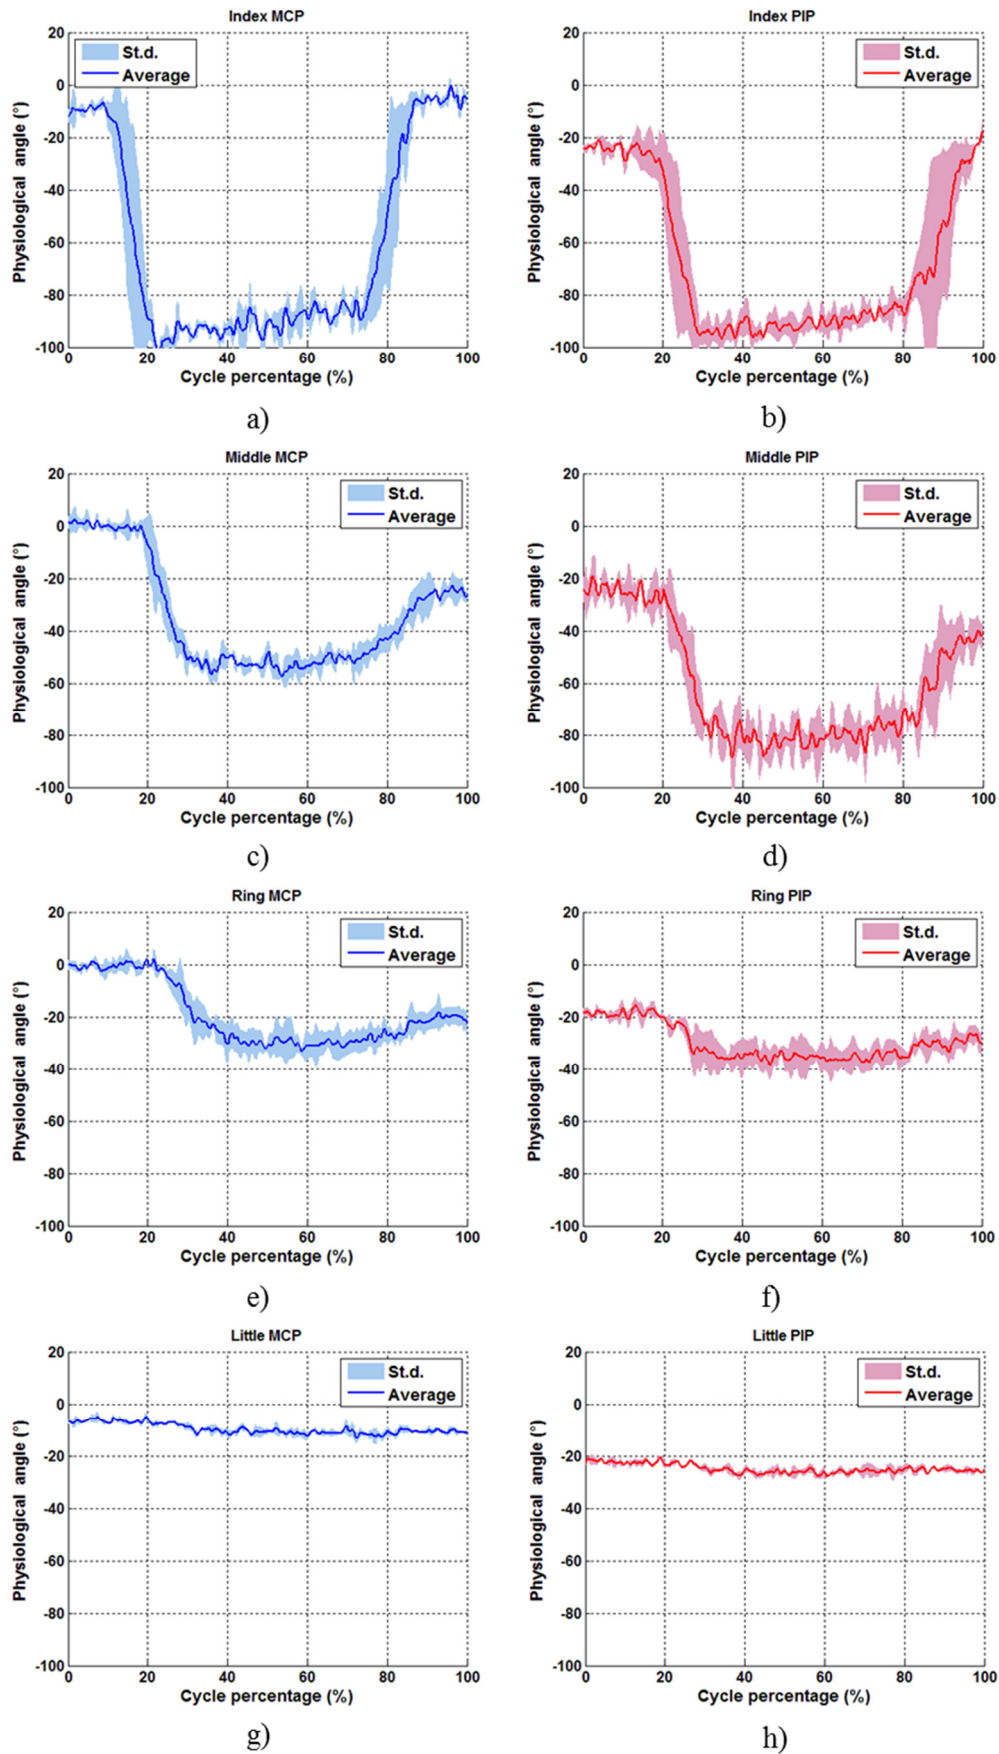 Index MCP
20
0
-20
-40
-60
-80
-100
Physiological angle (°)
St.d.
Average
0 20 40 60 80 100
Cycle percentage (%)
a)
Index PIP
20
0
-20
-40
-60
-80
-100
Physiological angle (°)
St.d.
Average
0 20 40 60 80 100
Cycle percentage (%)
b)
Middle MCP
20
0
-20
-40
-60
-80
-100
Physiological angle (°)
St.d.
Average
0 20 40 60 80 100
Cycle percentage (%)
c)
Middle PIP
20
0
-20
-40
-60
-80
-100
Physiological angle (°)
St.d.
Average
0 20 40 60 80 100
Cycle percentage (%)
d)
Ring MCP
20
0
-20
-40
-60
-80
-100
Physiological angle (°)
St.d.
Average
0 20 40 60 80 100
Cycle percentage (%)
e)
Ring PIP
20
0
-20
-40
-60
-80
-100
Physiological angle (°)
St.d.
Average
0 20 40 60 80 100
Cycle percentage (%)
f)
Little MCP
20
0
-20
-40
-60
-80
-100
Physiological angle (°)
St.d.
Average
0 20 40 60 80 100
Cycle percentage (%)
g)
Little PIP
20
0
-20
-40
-60
-80
-100
Physiological angle (°)
St.d.
Average
0 20 40 60 80 100
Cycle percentage (%)
h)